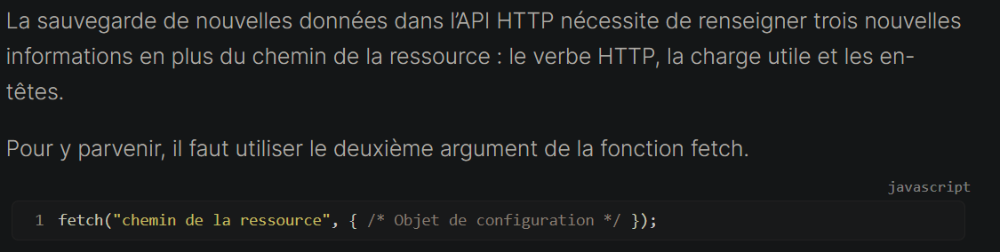 La sauvegarde de nouvelles données dans l’API HTTP nécessite de renseigner trois nouvelles
informations en plus du chemin de la ressource : le verbe HTTP, la charge utile et les en-
têtes.
Pour y parvenir, il faut utiliser le deuxième argument de la fonction fetch.
javascript
1 fetch("chemin de la ressource", { /* Objet de configuration */ });